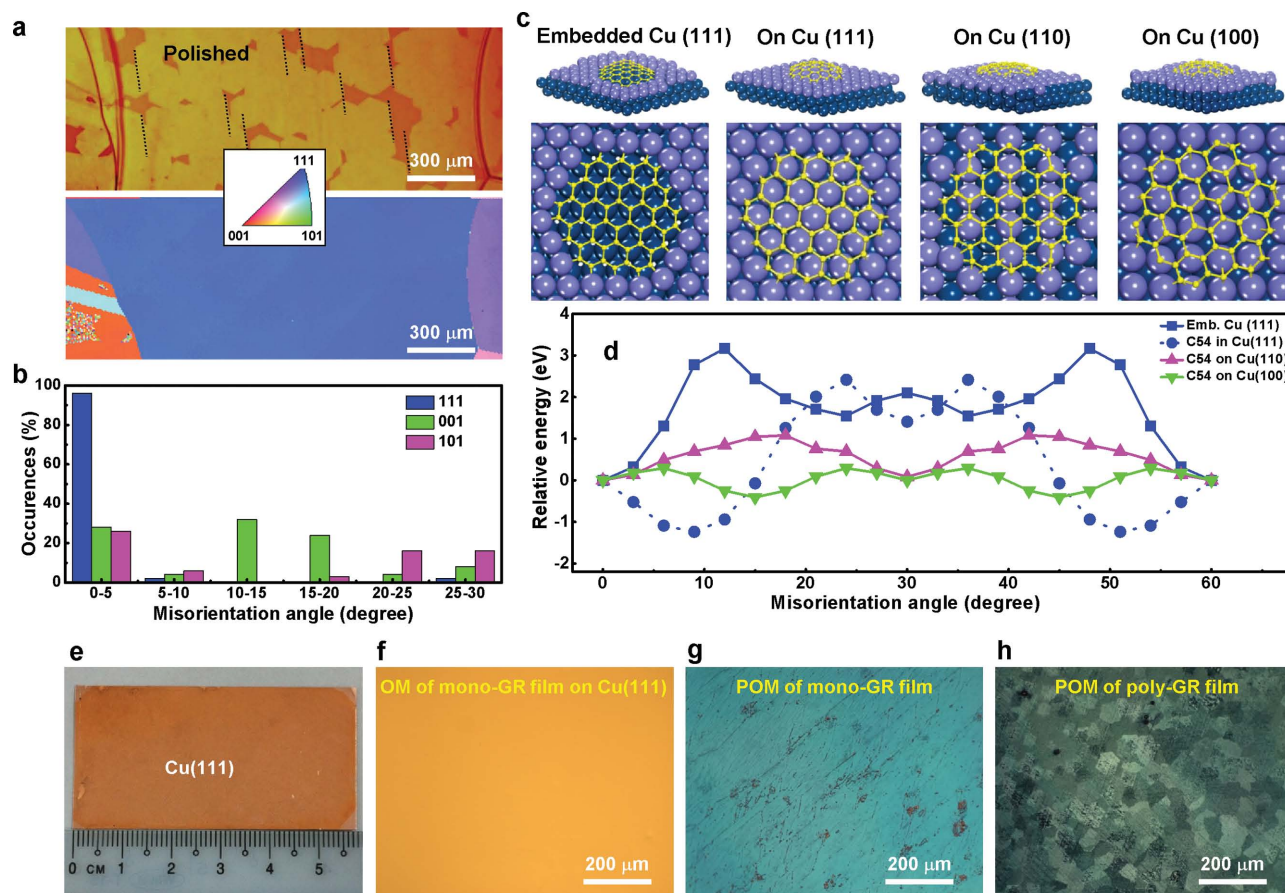 a
Polished
300 μm
111
001
101
300 μm
b
Occurences (%)
100
80
60
40
20
0
111
001
101
0-5
5-10
10-15
15-20
20-25
25-30
Misorientation angle (degree)
c
Embedded Cu (111)
On Cu (111)
On Cu (110)
On Cu (100)
d
Relative energy (eV)
4
3
2
1
0
-1
-2
Emb. Cu (111)
C54 in Cu(111)
C54 on Cu(110)
C54 on Cu(100)
0
10
20
30
40
50
60
Misorientation angle (degree)
e
Cu(111)
0 CM 1 2 3 4 5
f
OM of mono-GR film on Cu(111)
200 μm
g
POM of mono-GR film
200 μm
h
POM of poly-GR film
200 μm